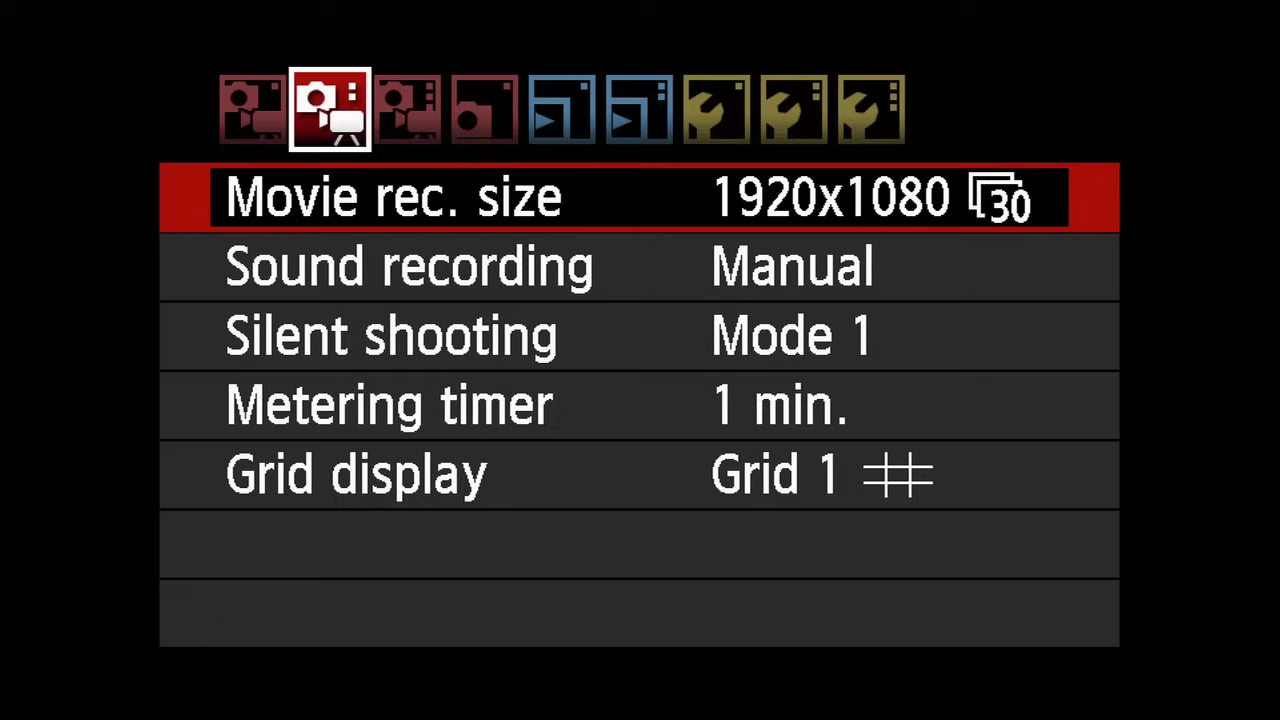 Movie rec. size 1920x1080 30
Sound recording Manual
Silent shooting Mode 1
Metering timer 1 min.
Grid display Grid 1